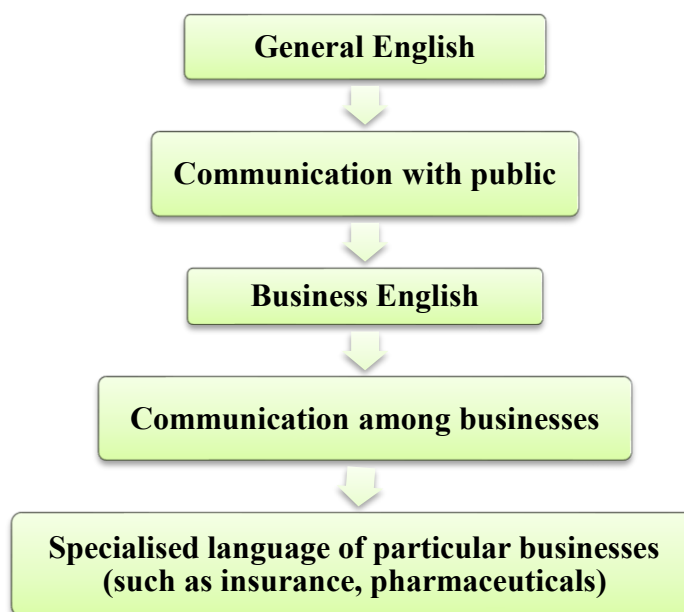 General English
Communication with public
Business English
Communication among businesses
Specialised language of particular businesses
(such as insurance, pharmaceuticals)